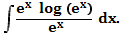 ∫ e^x log (e^x) / e^x dx.